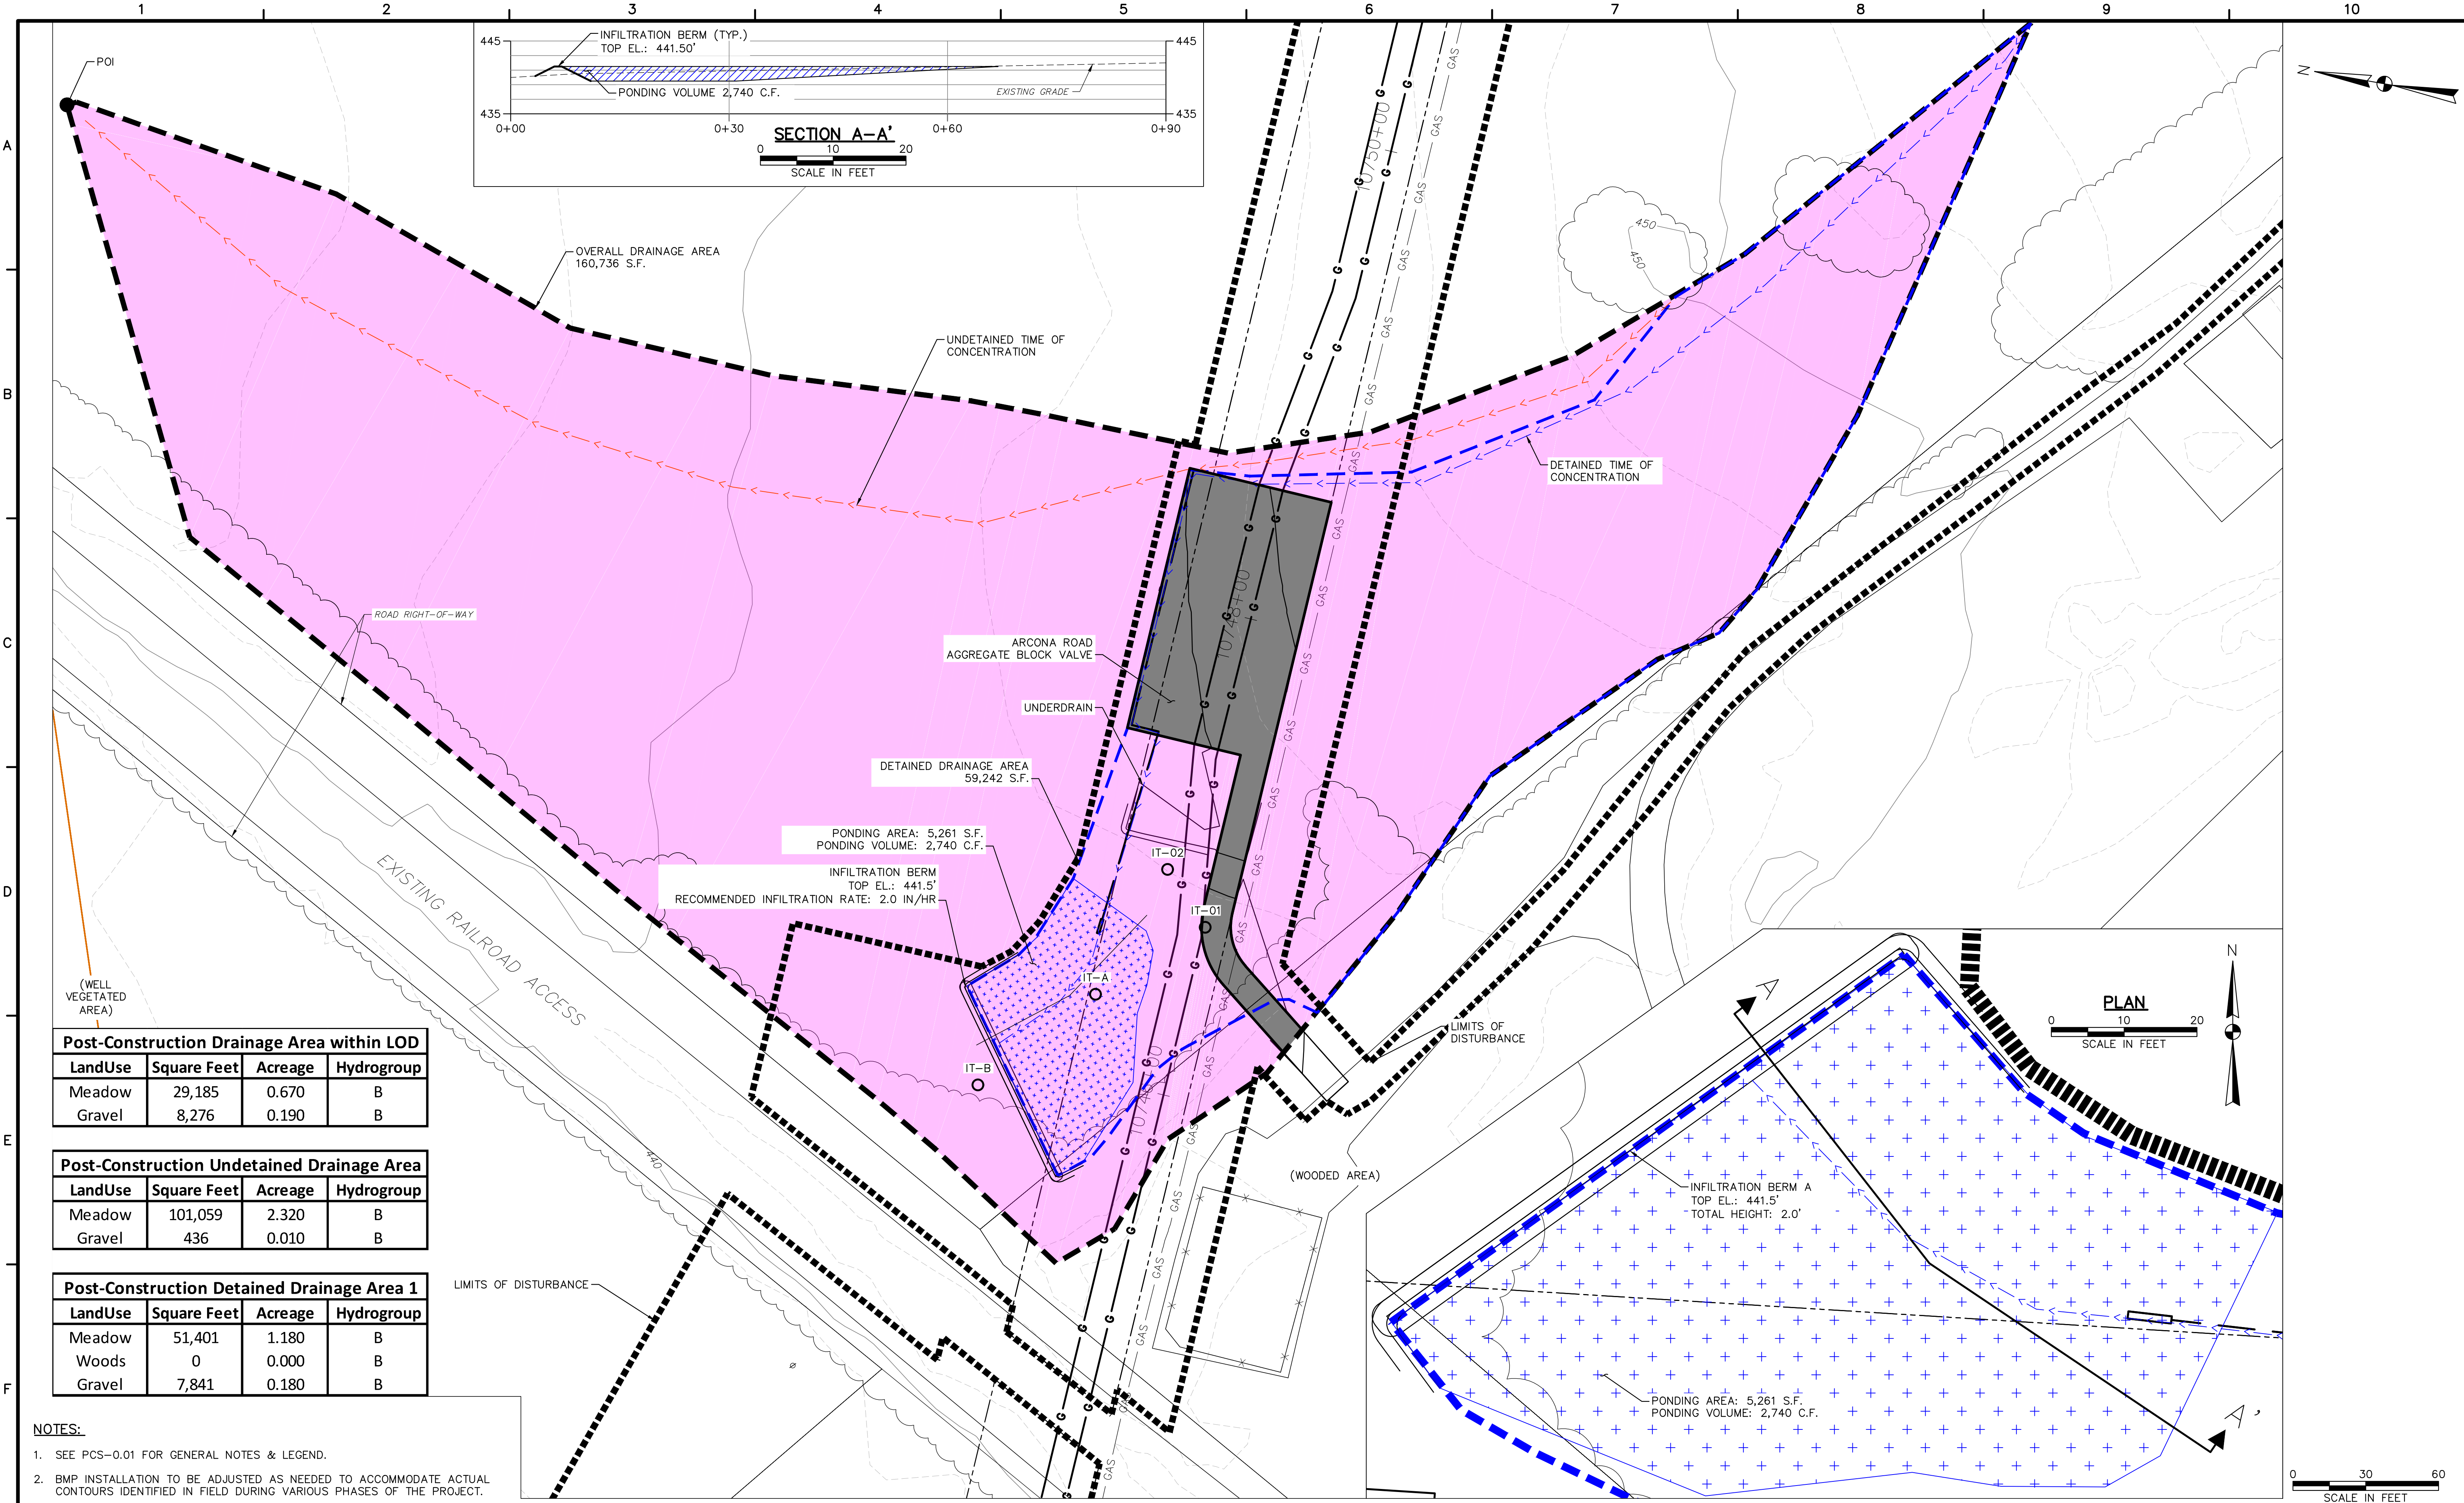 1 2 3 4 5 6 7 8 9 10
A
B
C
D
E
F
POI
445
435
445
435
INFILTRATION BERM (TYP.)
TOP EL.: 441.50'
PONDING VOLUME 2,740 C.F.
EXISTING GRADE
0+00 0+30 0+60 0+90
SECTION A-A'
0 10 20
SCALE IN FEET
N
OVERALL DRAINAGE AREA
160,736 S.F.
UNDETAINED TIME OF
CONCENTRATION
10750+00
GAS
G
450
450
DETAINED TIME OF
CONCENTRATION
ROAD RIGHT-OF-WAY
10748+00
ARCONA ROAD
AGGREGATE BLOCK VALVE
UNDERDRAIN
DETAINED DRAINAGE AREA
59,242 S.F.
PONDING AREA: 5,261 S.F.
PONDING VOLUME: 2,740 C.F.
INFILTRATION BERM
TOP EL.: 441.5'
RECOMMENDED INFILTRATION RATE: 2.0 IN/HR
IT-02
IT-01
IT-A
IT-B
EXISTING RAILROAD ACCESS
(WELL
VEGETATED
AREA)
LIMITS OF
DISTURBANCE
440
(WOODED AREA)
LIMITS OF DISTURBANCE
Post-Construction Drainage Area within LOD
LandUse Square Feet Acreage Hydrogroup
Meadow 29,185 0.670 B
Gravel 8,276 0.190 B
Post-Construction Undetained Drainage Area
LandUse Square Feet Acreage Hydrogroup
Meadow 101,059 2.320 B
Gravel 436 0.010 B
Post-Construction Detained Drainage Area 1
LandUse Square Feet Acreage Hydrogroup
Meadow 51,401 1.180 B
Woods 0 0.000 B
Gravel 7,841 0.180 B
NOTES:
1. SEE PCS-0.01 FOR GENERAL NOTES & LEGEND.
2. BMP INSTALLATION TO BE ADJUSTED AS NEEDED TO ACCOMMODATE ACTUAL
CONTOURS IDENTIFIED IN FIELD DURING VARIOUS PHASES OF THE PROJECT.
PLAN
0 10 20
SCALE IN FEET
N
A
INFILTRATION BERM A
TOP EL.: 441.5'
TOTAL HEIGHT: 2.0'
PONDING AREA: 5,261 S.F.
PONDING VOLUME: 2,740 C.F.
A'
0 30 60
SCALE IN FEET